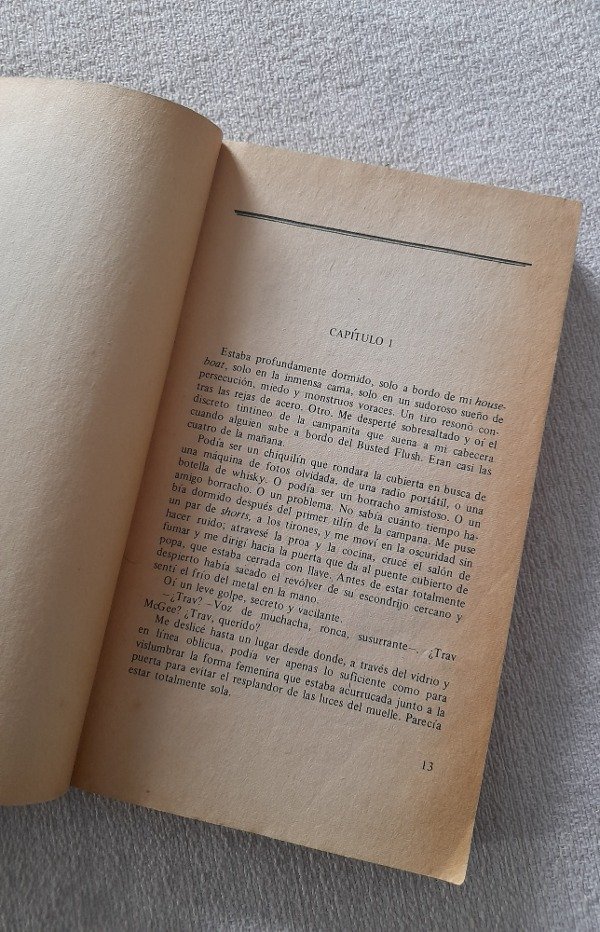 CAPÍTULO I
Estaba profundamente dormido, solo a bordo de mi house-
boat, solo en la inmensa cama, solo en un sudoroso sueño de
persecución, miedo y monstruos voraces. Un tiro resonó con-
tras las rejas de acero. Otro. Me desperté sobresaltado y oí el
discreto tintineo de la campanita que suena a mi cabecera
cuando alguien sube a bordo del Busted Flush. Eran casi las
cuatro de la mañana.
Podía ser un chiquilín que rondara la cubierta en busca de
una máquina de fotos olvidada, de una radio portátil, o una
botella de whisky. O podía ser un borracho amistoso. O un
amigo borracho. O un problema. No sabía cuánto tiempo ha-
bía dormido después del primer tilín de la campana. Me puse
un par de shorts, a los tirones, y me moví en la oscuridad sin
hacer ruido; atravesé la proa y la cocina, crucé el salón de
fumar y me dirigí hacia la puerta que da al puente cubierto de
popa, que estaba cerrada con llave. Antes de estar totalmente
despierto había sacado el revólver de su escondrijo cercano y
sentí el frío del metal en la mano.
Oí un leve golpe, secreto y vacilante.
—¿Trav? —Voz de muchacha, ronca, susurrante—. ¿Trav
McGee? ¿Trav, querido?
Me deslicé hasta un lugar desde donde, a través del vidrio y
en línea oblicua, podía ver apenas lo suficiente como para
vislumbrar la forma femenina que estaba acurrucada junto a la
puerta para evitar el resplandor de las luces del muelle. Parecía
estar totalmente sola.
13